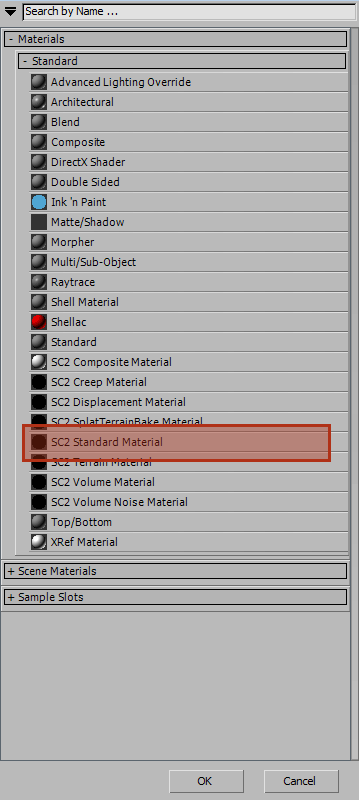 Search by Name ...
- Materials
- Standard
Advanced Lighting Override
Architectural
Blend
Composite
DirectX Shader
Double Sided
Ink 'n Paint
Matte/Shadow
Morpher
Multi/Sub-Object
Raytrace
Shell Material
Shellac
Standard
SC2 Composite Material
SC2 Creep Material
SC2 Displacement Material
SC2 SplatTerrainBake Material
SC2 Standard Material
SC2 Terrain Material
SC2 Volume Material
SC2 Volume Noise Material
Top/Bottom
XRef Material
+ Scene Materials
+ Sample Slots
OK Cancel